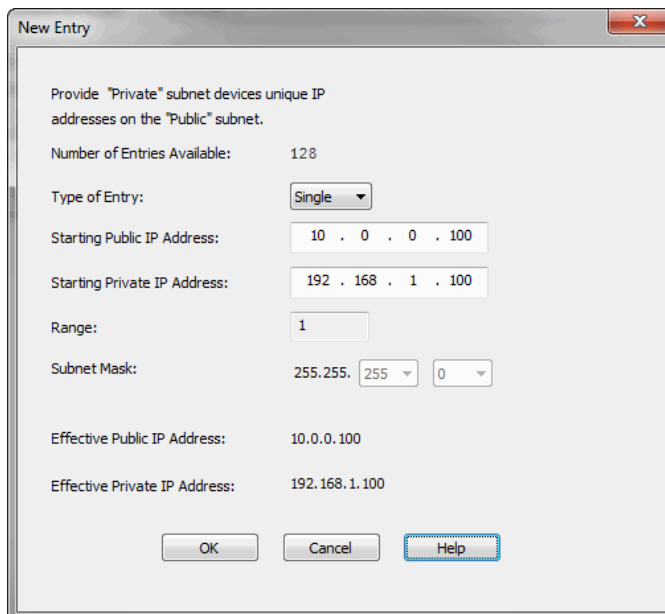 New Entry
Provide "Private" subnet devices unique IP
addresses on the "Public" subnet.
Number of Entries Available: 128
Type of Entry: Single
Starting Public IP Address: 10 . 0 . 0 . 100
Starting Private IP Address: 192 . 168 . 1 . 100
Range: 1
Subnet Mask: 255.255. 255 0
Effective Public IP Address: 10.0.0.100
Effective Private IP Address: 192.168.1.100
OK Cancel Help